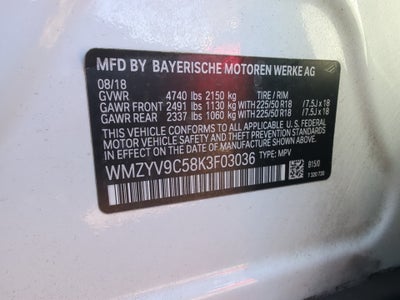 MFD BY BAYERISCHE MOTOREN WERKE AG
08/18
GVWR 4740 lbs 2150 kg TIRE / RIM
GAWR FRONT 2491 lbs 1130 kg WITH 225/50 R18 /7.5J x 18
GAWR REAR 2337 lbs 1060 kg WITH 225/50 R18 /7.5J x 18
THIS VEHICLE CONFORMS TO ALL APPLICABLE U.S. FEDERAL
MOTOR VEHICLE SAFETY, BUMPER, AND THEFT PREVENTION
STANDARDS IN EFFECT ON THE DATE OF MANUFACTURE SHOWN ABOVE.
WMZYV9C58K3F03036 TYPE: MPV